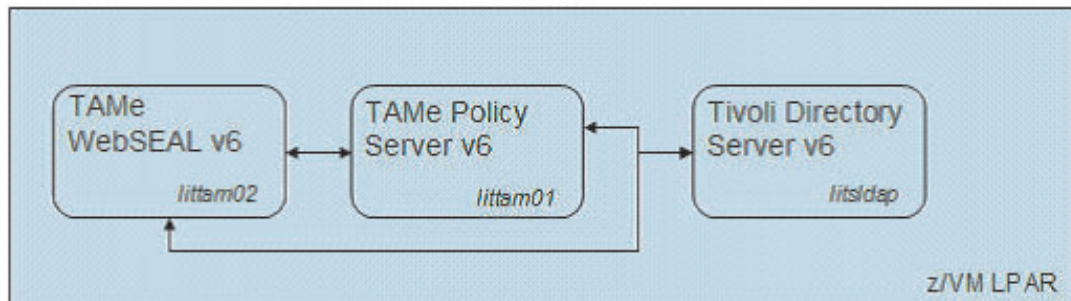 TAMe
WebSEAL v6
littam02
TAMe Policy
Server v6
littam01
Tivoli Directory
Server v6
litsldap
z/VM LPAR